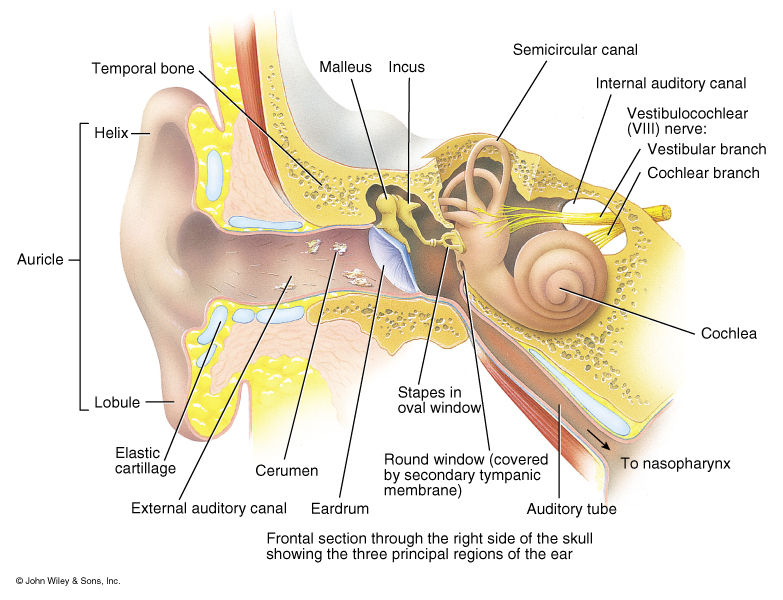 Semicircular canal
Temporal bone
Malleus
Incus
Internal auditory canal
Vestibulocochlear
(VIII) nerve:
Vestibular branch
Cochlear branch
Helix
Auricle
Cochlea
Stapes in
oval window
Lobule
Elastic
cartilage
Cerumen
Round window (covered
by secondary tympanic
membrane)
To nasopharynx
External auditory canal
Eardrum
Auditory tube
Frontal section through the right side of the skull
showing the three principal regions of the ear
© John Wiley & Sons, Inc.